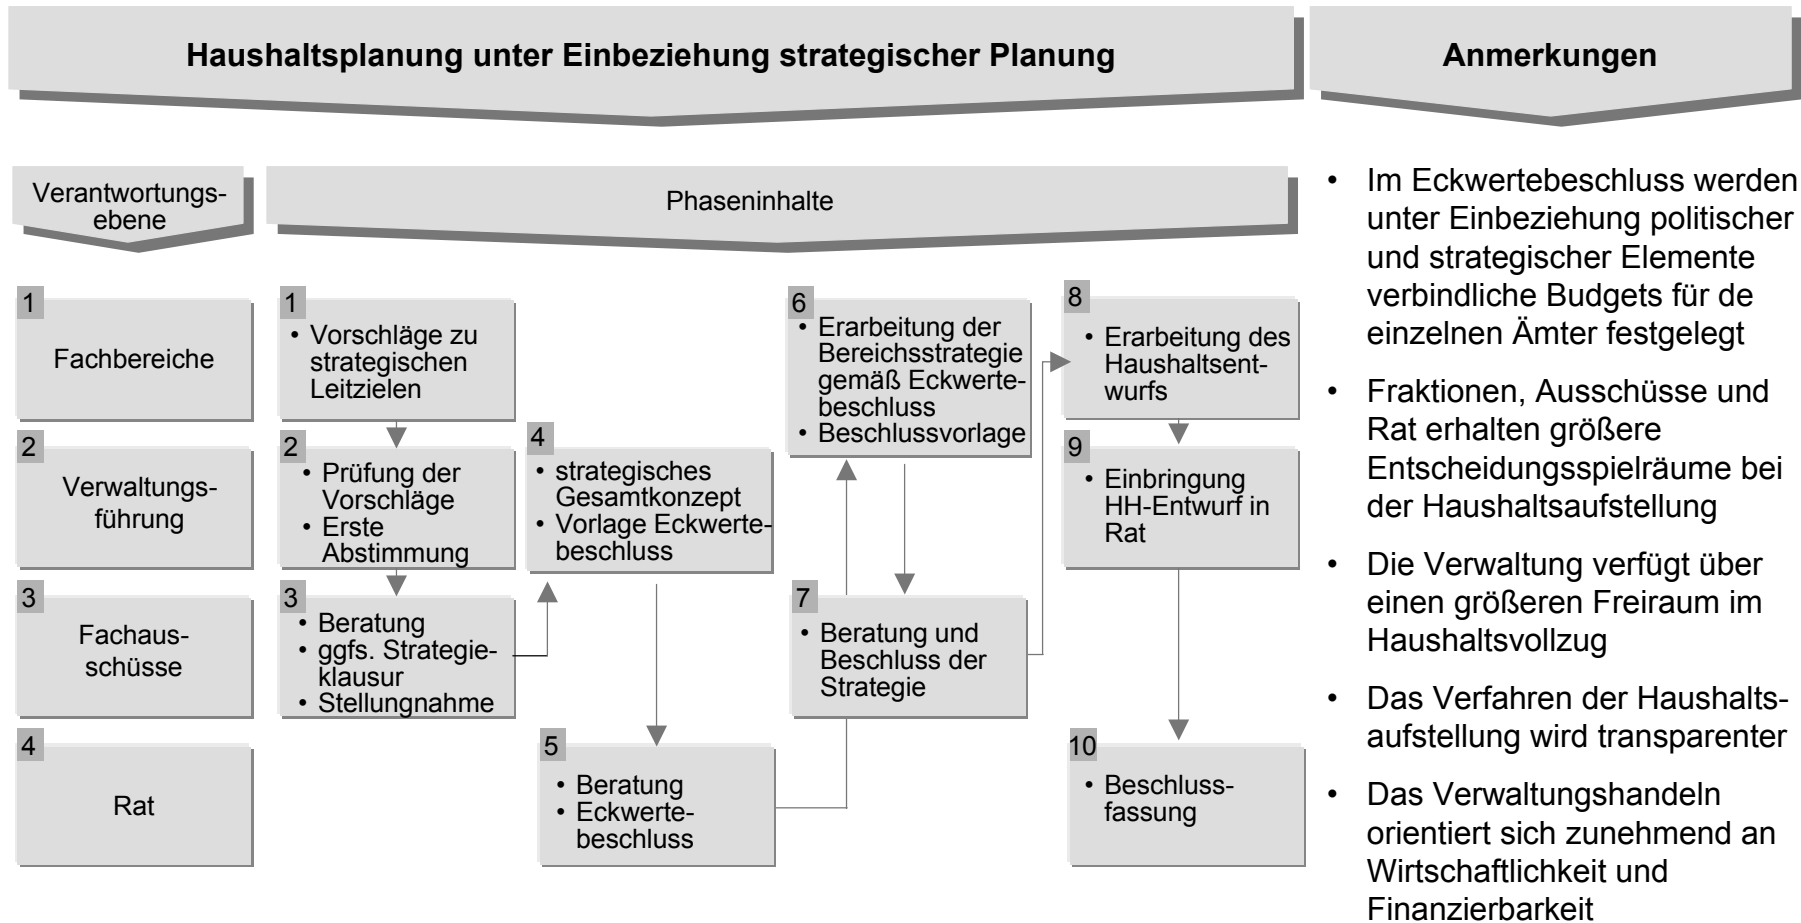 Haushaltsplanung unter Einbeziehung strategischer Planung
Anmerkungen
Verantwortungs-
ebene
Phaseninhalte
1
Fachbereiche
2
Verwaltungs-
führung
3
Fachaus-
schüsse
4
Rat
1
• Vorschläge zu
strategischen
Leitzielen
2
• Prüfung der
Vorschläge
• Erste
Abstimmung
3
• Beratung
• ggfs. Strategie-
klausur
• Stellungnahme
4
• strategisches
Gesamtkonzept
• Vorlage Eckwerte-
beschluss
5
• Beratung
• Eckwerte-
beschluss
6
• Erarbeitung der
Bereichsstrategie
gemäß Eckwerte-
beschluss
• Beschlussvorlage
7
• Beratung und
Beschluss der
Strategie
8
• Erarbeitung des
Haushaltsent-
wurfs
9
• Einbringung
HH-Entwurf in
Rat
10
• Beschluss-
fassung
• Im Eckwertebeschluss werden
unter Einbeziehung politischer
und strategischer Elemente
verbindliche Budgets für de
einzelnen Ämter festgelegt
• Fraktionen, Ausschüsse und
Rat erhalten größere
Entscheidungsspielräume bei
der Haushaltsaufstellung
• Die Verwaltung verfügt über
einen größeren Freiraum im
Haushaltsvollzug
• Das Verfahren der Haushalts-
aufstellung wird transparenter
• Das Verwaltungshandeln
orientiert sich zunehmend an
Wirtschaftlichkeit und
Finanzierbarkeit